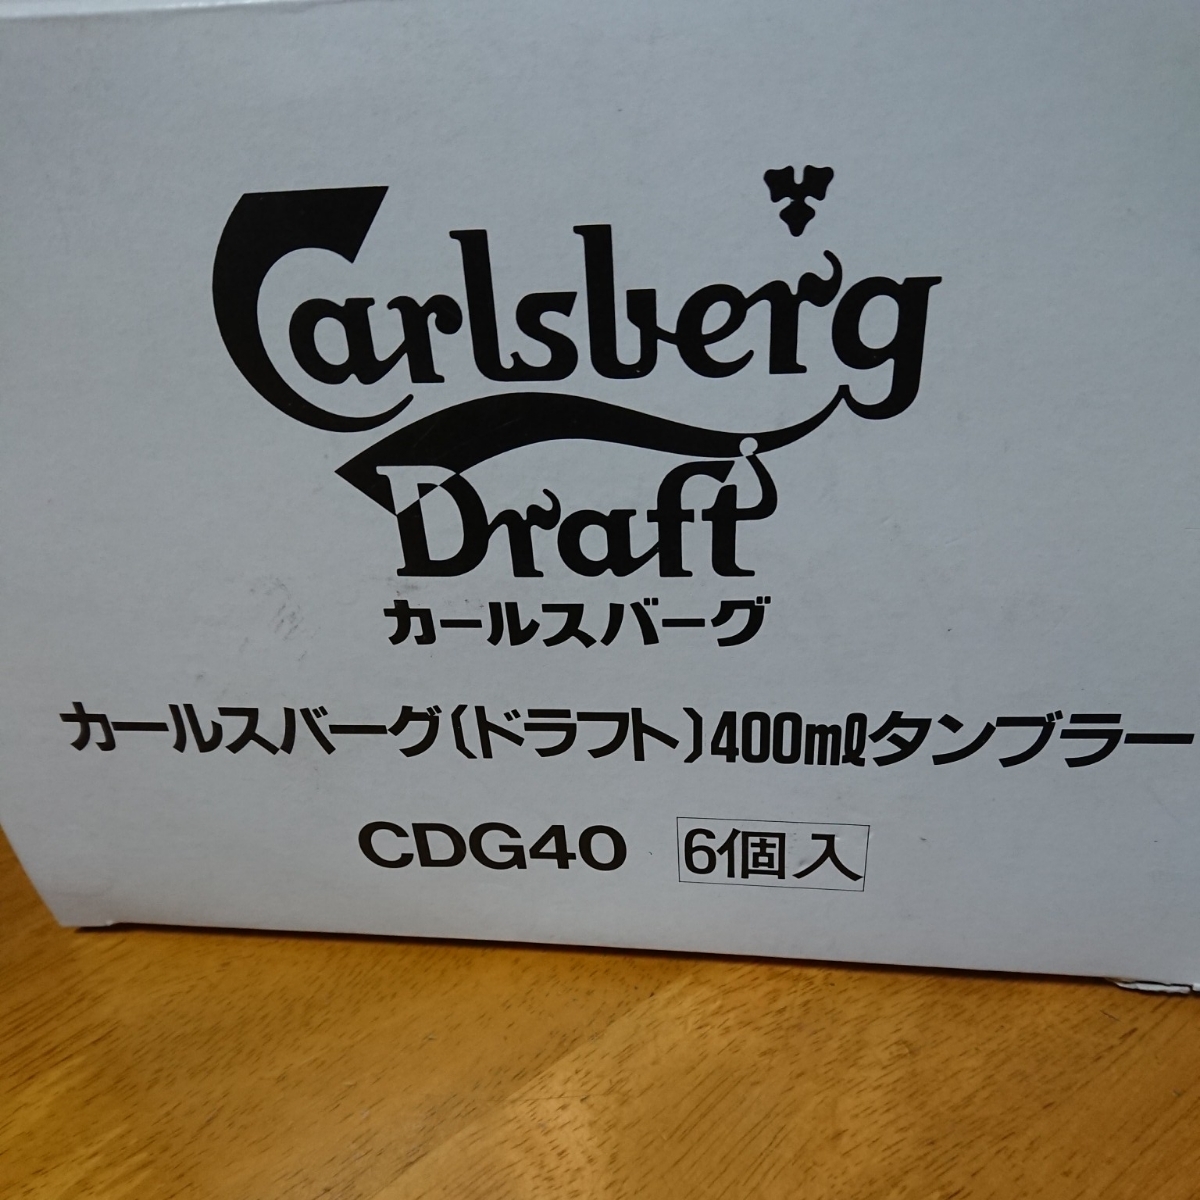 Carlsberg
Draft
カールスバーグ
カールスバーグ〔ドラフト〕400mℓタンブラー
CDG40 6個入